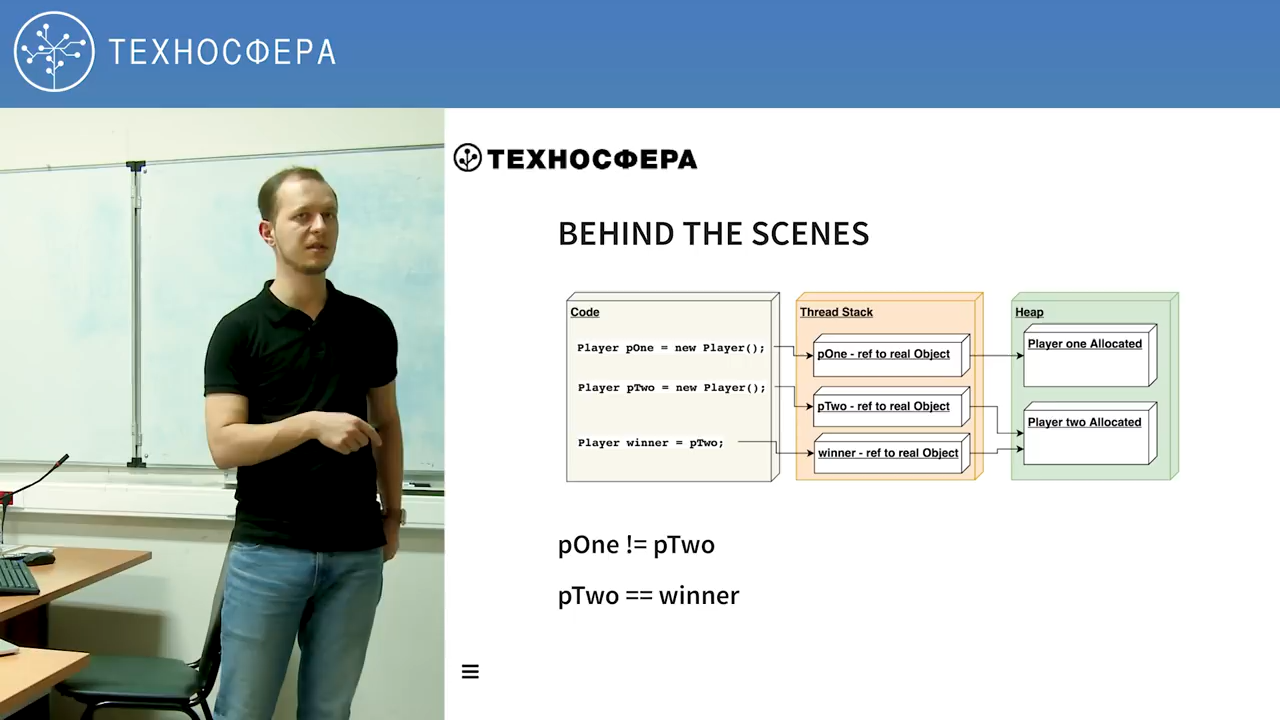 ТЕХНОСФЕРА
ТЕХНОСФЕРА
BEHIND THE SCENES
Code
Player pOne = new Player();
Player pTwo = new Player();
Player winner = pTwo;
Thread Stack
pOne - ref to real Object
pTwo - ref to real Object
winner - ref to real Object
Heap
Player one Allocated
Player two Allocated
pOne != pTwo
pTwo == winner